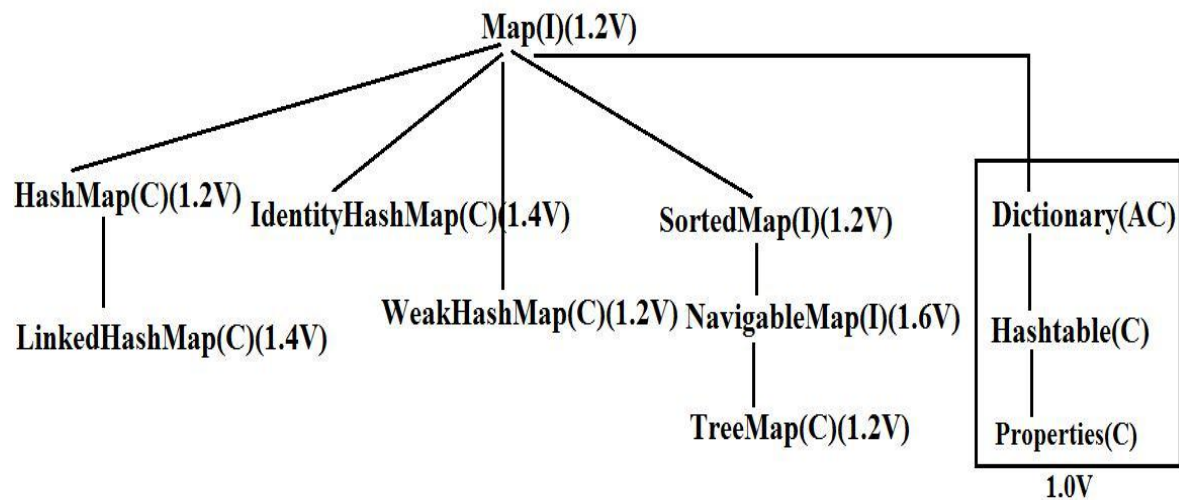 Map(I)(1.2V)
HashMap(C)(1.2V)
IdentityHashMap(C)(1.4V)
SortedMap(I)(1.2V)
Dictionary(AC)
LinkedHashMap(C)(1.4V)
WeakHashMap(C)(1.2V)
NavigableMap(I)(1.6V)
Hashtable(C)
TreeMap(C)(1.2V)
Properties(C)
1.0V